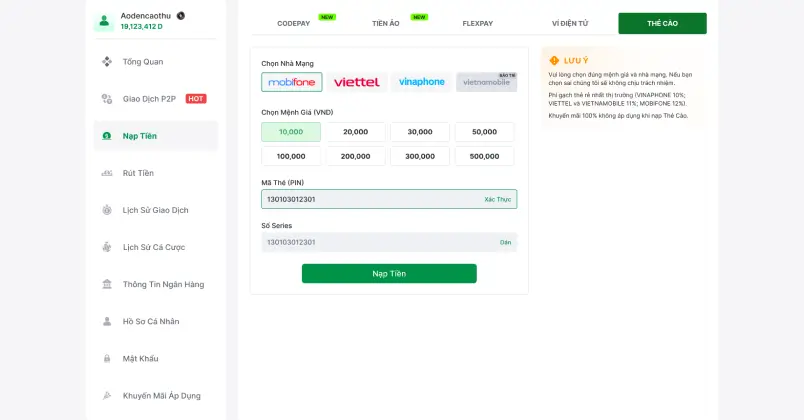 Aodencaothu
19,123,412 D
Tổng Quan
Giao Dịch P2P HOT
Nạp Tiền
Rút Tiền
Lịch Sử Giao Dịch
Lịch Sử Cá Cược
Thông Tin Ngân Hàng
Hồ Sơ Cá Nhân
Mật Khẩu
Khuyến Mãi Áp Dụng
CODEPAY NEW
TIỀN ẢO NEW
FLEXPAY
VÍ ĐIỆN TỬ
THẺ CÀO
Chọn Nhà Mạng
mobifone viettel vinaphone vietnamobile BẢO TRÌ
Chọn Mệnh Giá (VND)
10,000 20,000 30,000 50,000
100,000 200,000 300,000 500,000
Mã Thẻ (PIN)
130103012301 Xác Thực
Số Series
130103012301 Dán
Nạp Tiền
LƯU Ý
Vui lòng chọn đúng mệnh giá và nhà mạng. Nếu bạn
chọn sai chúng tôi sẽ không chịu trách nhiệm.
Phí gạch thẻ rẻ nhất thị trường (VINAPHONE 10%;
VIETTEL và VIETNAMOBILE 11%; MOBIFONE 12%)
Khuyến mãi 100% không áp dụng khi nạp Thẻ Cào.